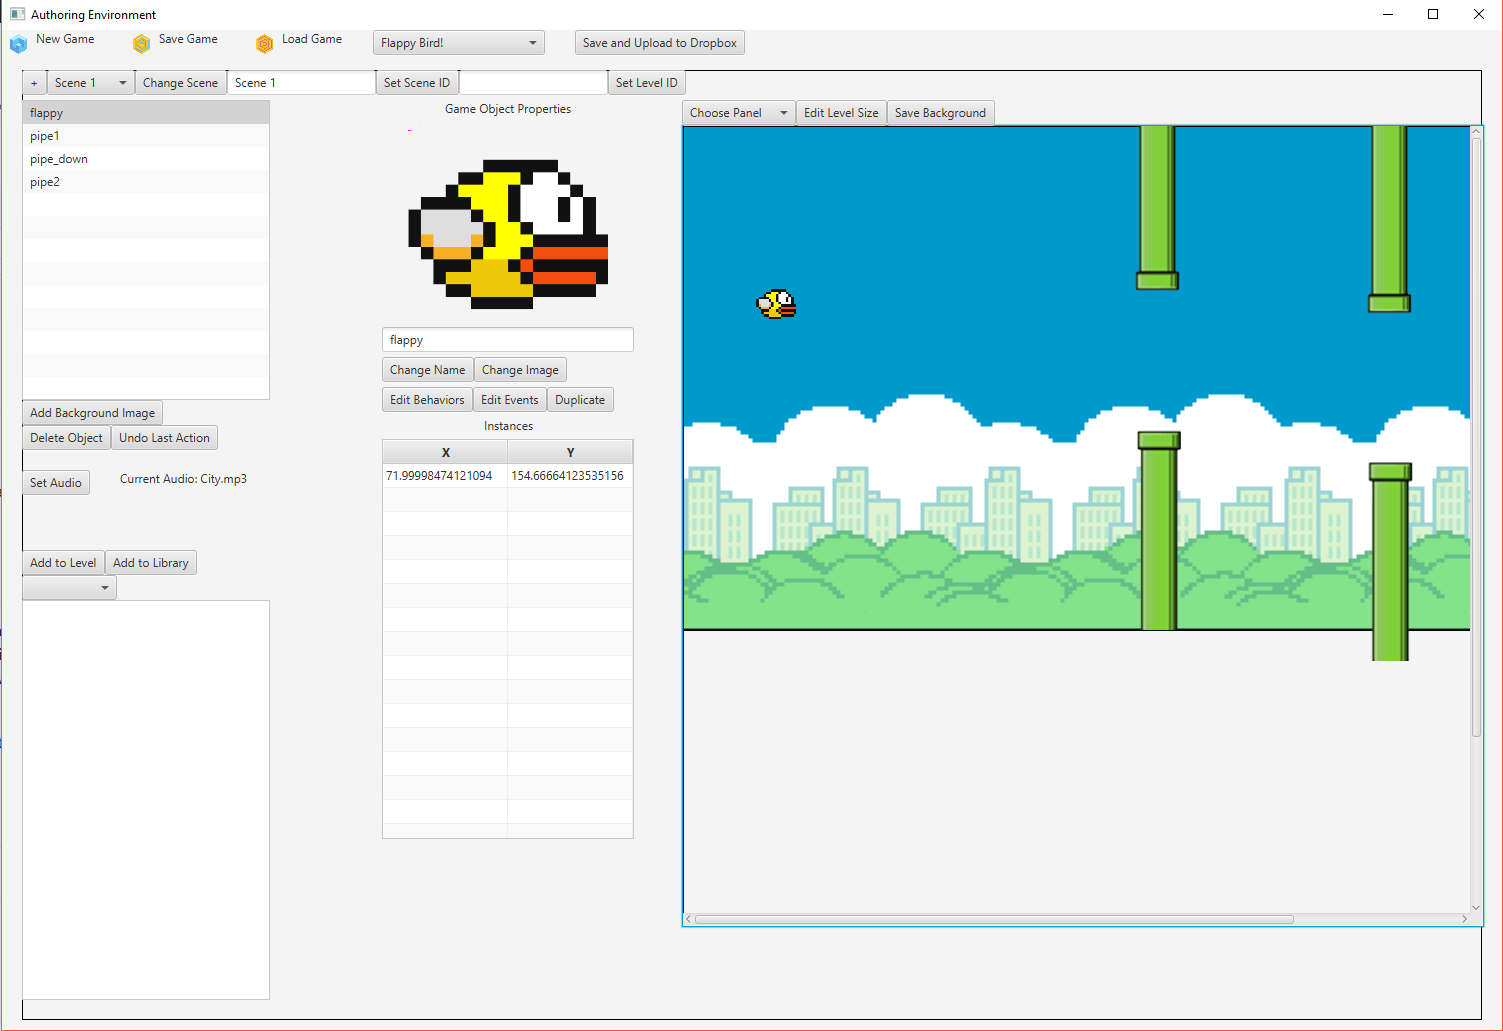 Authoring Environment
New Game Save Game Load Game Flappy Bird! Save and Upload to Dropbox
+ Scene 1 Change Scene Scene 1 Set Scene ID Set Level ID
flappy
pipe1
pipe_down
pipe2
Add Background Image
Delete Object Undo Last Action
Set Audio Current Audio: City.mp3
Add to Level Add to Library
Game Object Properties
flappy
Change Name Change Image
Edit Behaviors Edit Events Duplicate
Instances
X Y
71.99998474121094 154.66664123535156
Choose Panel Edit Level Size Save Background